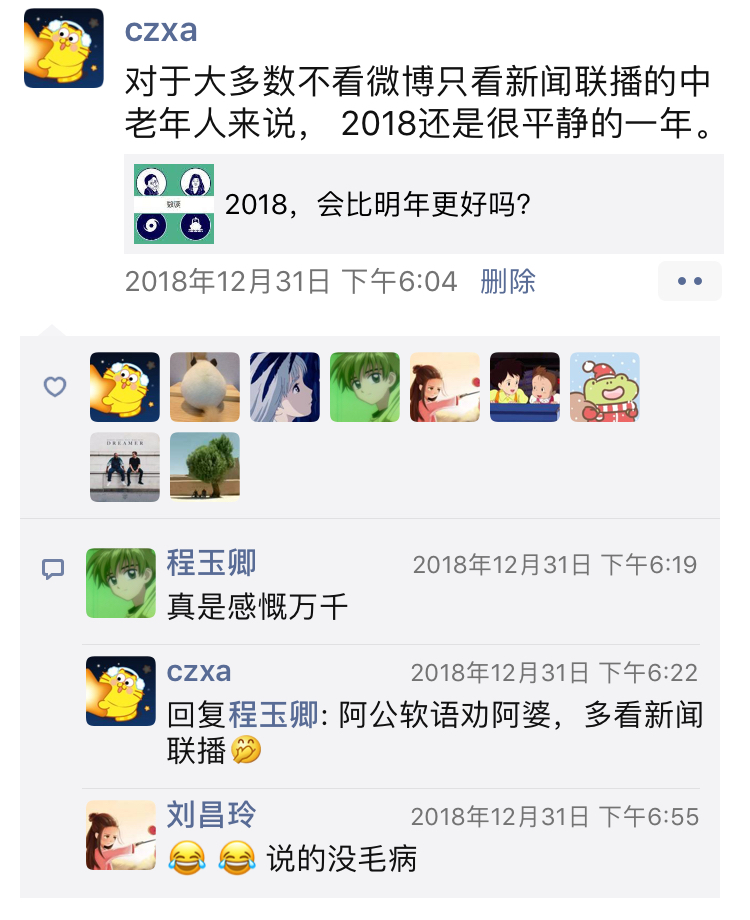 czxa
对于大多数不看微博只看新闻联播的中
老年人来说， 2018还是很平静的一年。
数读
2018，会比明年更好吗?
2018年12月31日 下午6:04 删除
DREAMER
程玉卿 2018年12月31日 下午6:19
真是感慨万千
czxa 2018年12月31日 下午6:22
回复程玉卿: 阿公软语劝阿婆，多看新闻
联播🤭
刘昌玲 2018年12月31日 下午6:55
😂 😂 说的没毛病